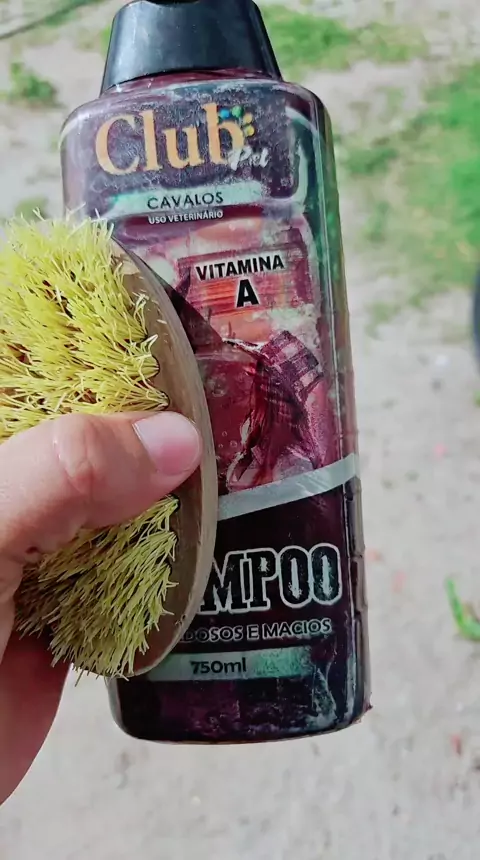 Club
Pet
CAVALOS
USO VETERINÁRIO
VITAMINA
A
MPOO
DOSOS E MACIOS
750ml